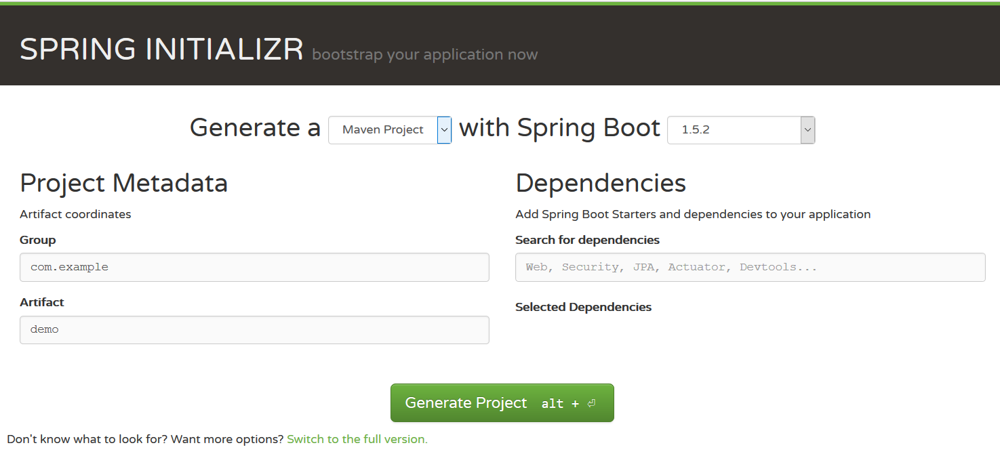 SPRING INITIALIZR bootstrap your application now
Generate a Maven Project with Spring Boot 1.5.2
Project Metadata
Artifact coordinates
Group
com.example
Artifact
demo
Dependencies
Add Spring Boot Starters and dependencies to your application
Search for dependencies
Web, Security, JPA, Actuator, Devtools...
Selected Dependencies
Generate Project alt + ⏎
Don't know what to look for? Want more options? Switch to the full version.